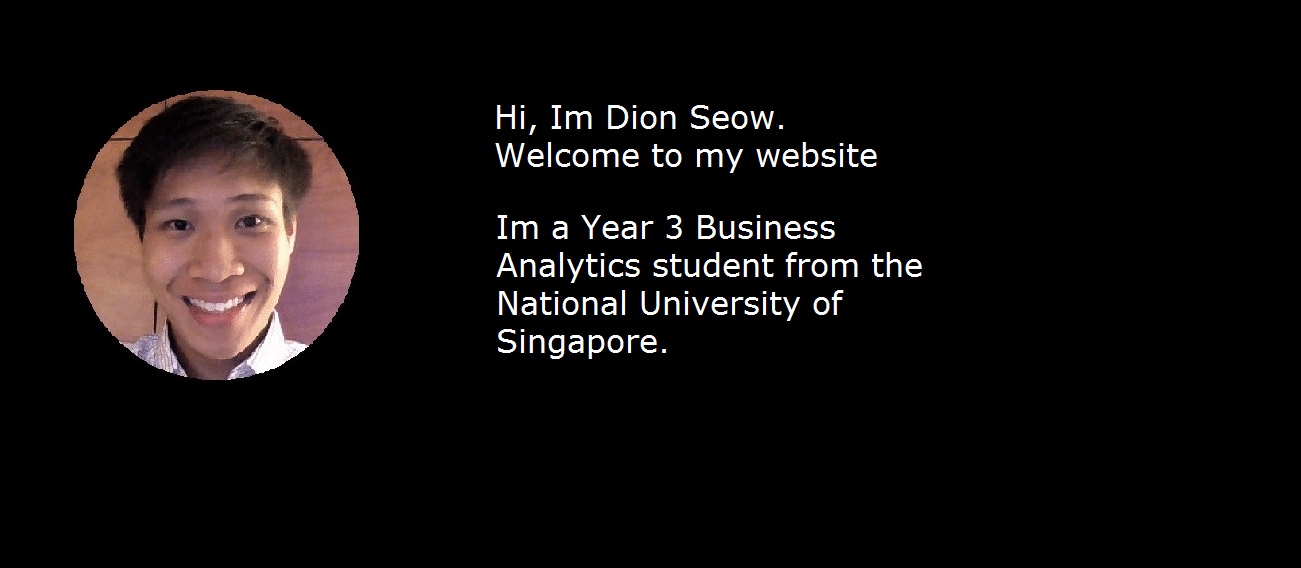 Hi, Im Dion Seow.
Welcome to my website
Im a Year 3 Business
Analytics student from the
National University of
Singapore.